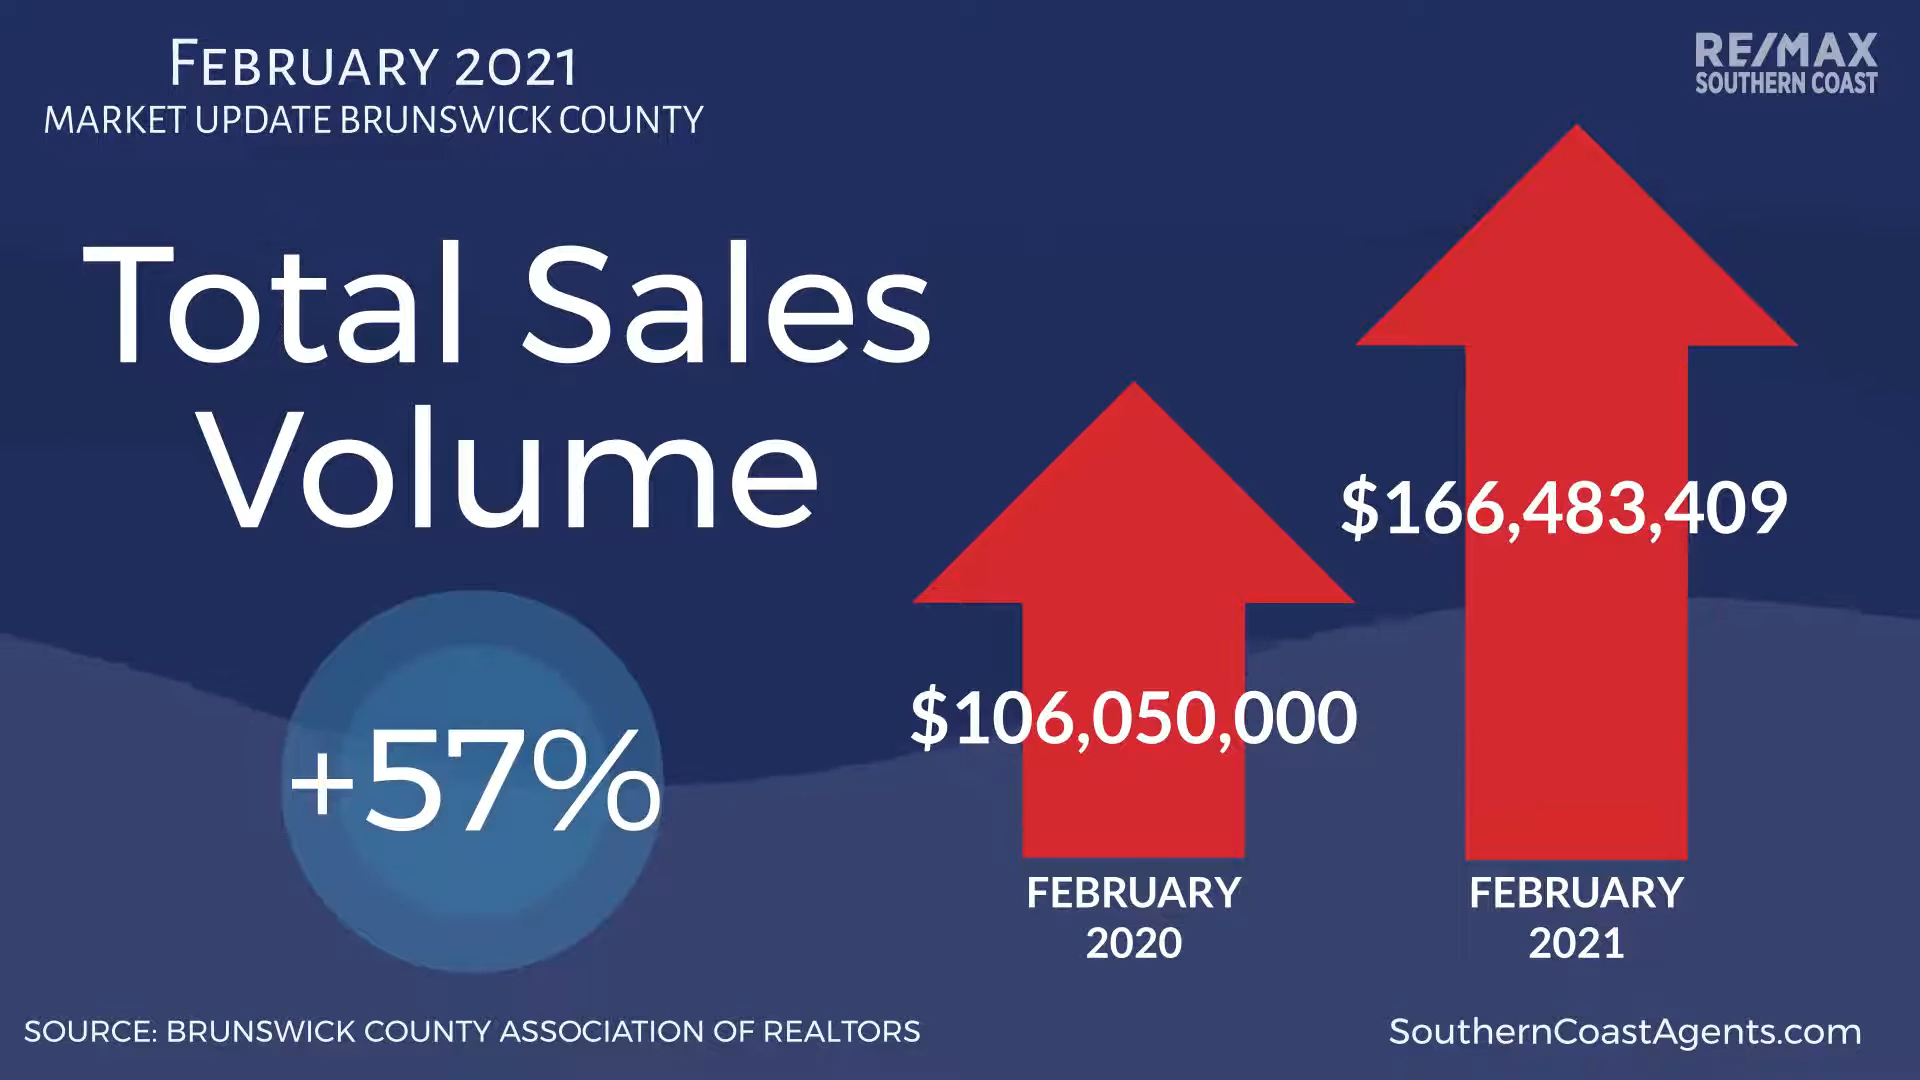 FEBRUARY 2021
MARKET UPDATE BRUNSWICK COUNTY
RE/MAX
SOUTHERN COAST
Total Sales
Volume
+57%
$106,050,000
$166,483,409
FEBRUARY
2020
FEBRUARY
2021
SOURCE: BRUNSWICK COUNTY ASSOCIATION OF REALTORS
SouthernCoastAgents.com